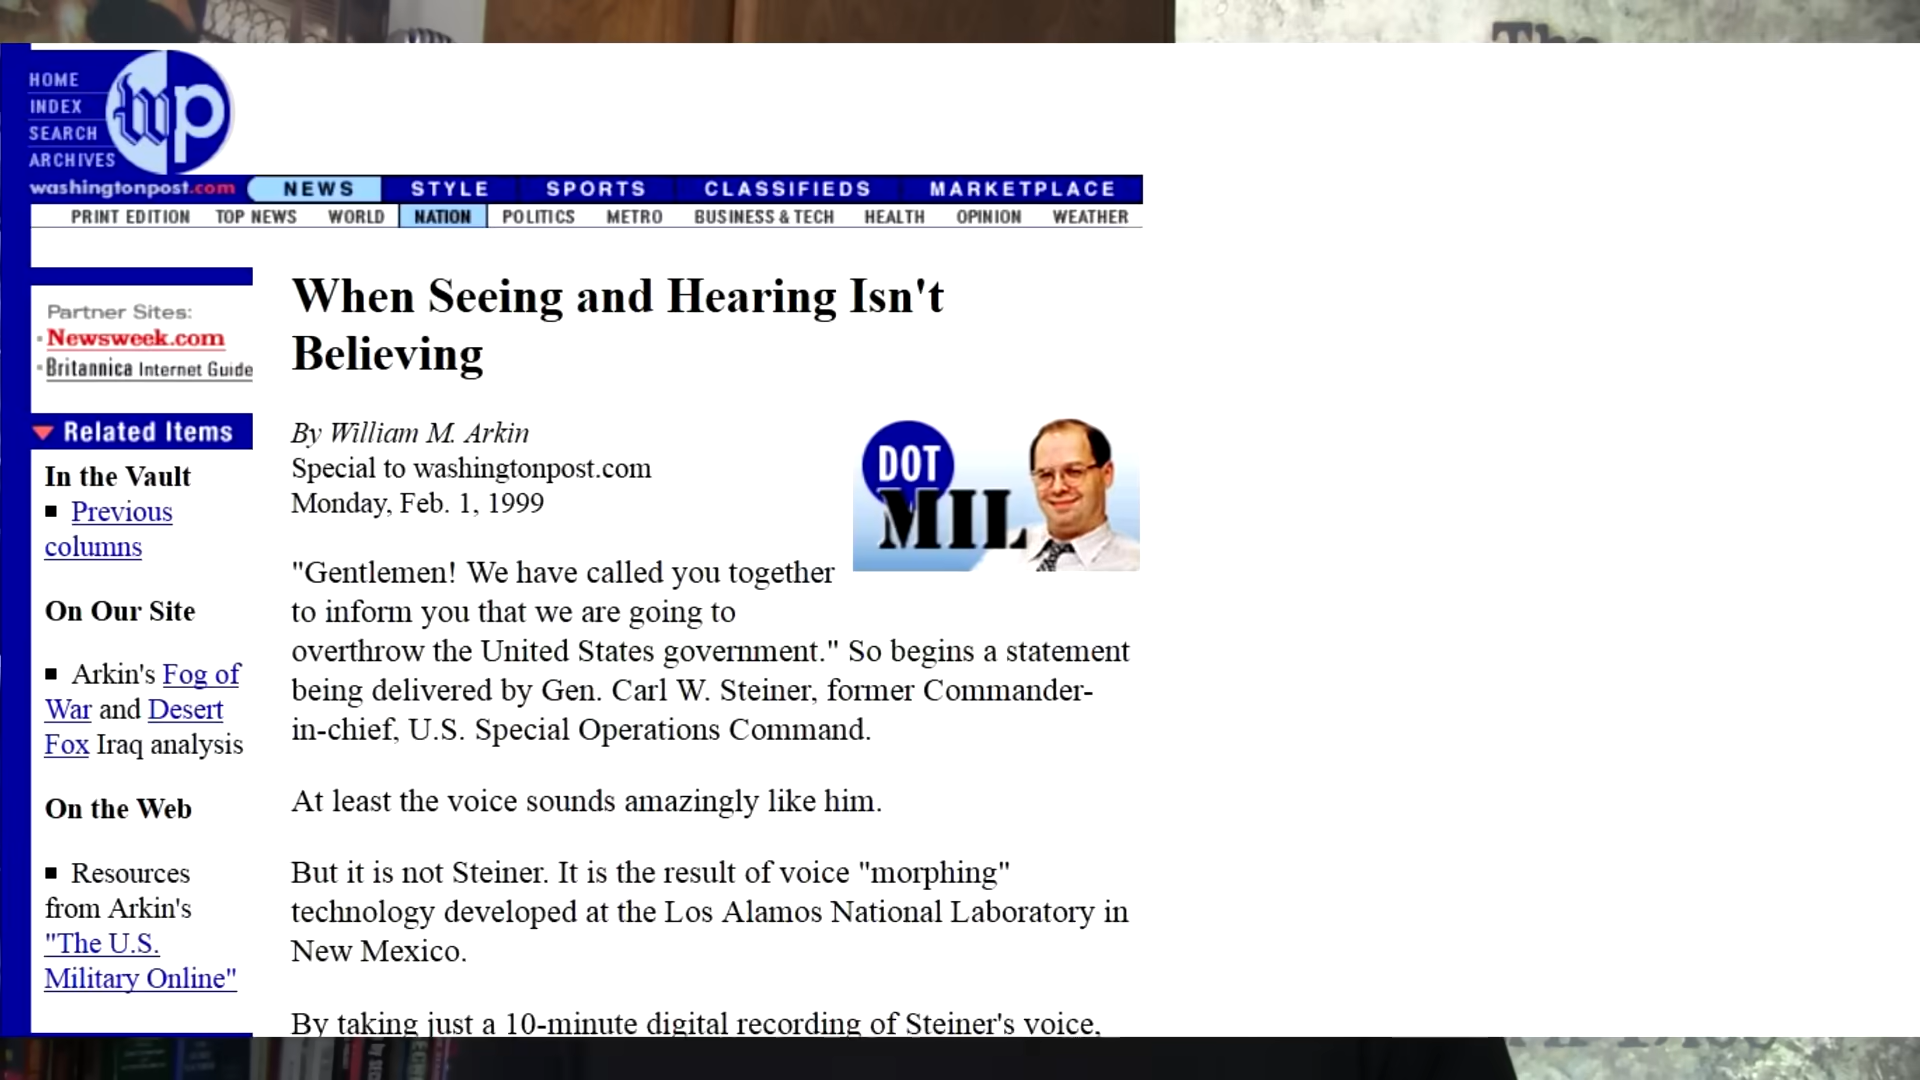 The
HOME
INDEX
SEARCH
ARCHIVES
wp
washingtonpost.com
NEWS
STYLE
SPORTS
CLASSIFIEDS
MARKETPLACE
PRINT EDITION
TOP NEWS
WORLD
NATION
POLITICS
METRO
BUSINESS & TECH
HEALTH
OPINION
WEATHER
Partner Sites:
Newsweek.com
Britannica Internet Guide
Related Items
In the Vault
Previous
columns
On Our Site
Arkin's Fog of
War and Desert
Fox Iraq analysis
On the Web
Resources
from Arkin's
"The U.S.
Military Online"
When Seeing and Hearing Isn't
Believing
By William M. Arkin
Special to washingtonpost.com
Monday, Feb. 1, 1999
DOT
MIL
"Gentlemen! We have called you together
to inform you that we are going to
overthrow the United States government." So begins a statement
being delivered by Gen. Carl W. Steiner, former Commander-
in-chief, U.S. Special Operations Command.
At least the voice sounds amazingly like him.
But it is not Steiner. It is the result of voice "morphing"
technology developed at the Los Alamos National Laboratory in
New Mexico.
By taking just a 10-minute digital recording of Steiner's voice,